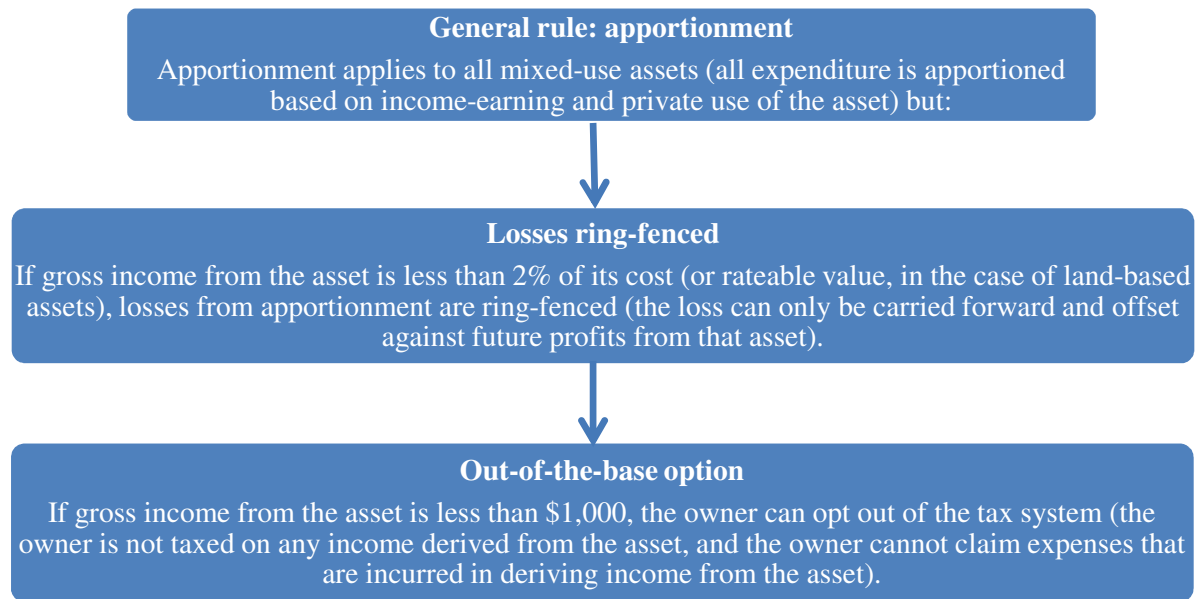 General rule: apportionment
Apportionment applies to all mixed-use assets (all expenditure is apportioned
based on income-earning and private use of the asset) but:
Losses ring-fenced
If gross income from the asset is less than 2% of its cost (or rateable value, in the case of land-based
assets), losses from apportionment are ring-fenced (the loss can only be carried forward and offset
against future profits from that asset).
Out-of-the-base option
If gross income from the asset is less than $1,000, the owner can opt out of the tax system (the
owner is not taxed on any income derived from the asset, and the owner cannot claim expenses that
are incurred in deriving income from the asset).